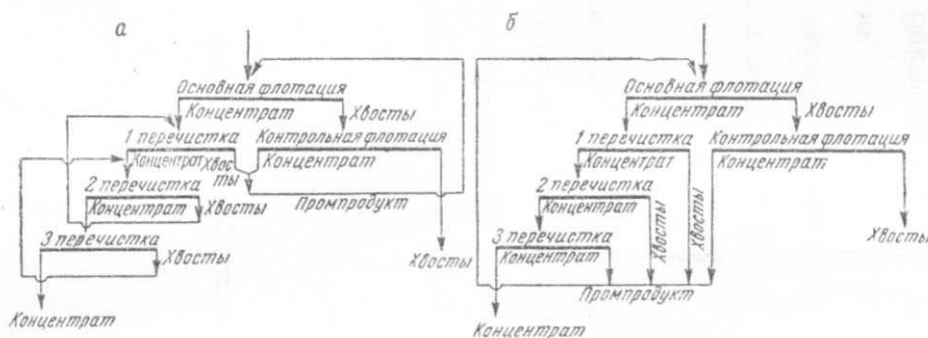 а
б
Основная флотация
Концентрат
Хвосты
1 перечистка
Контрольная флотация
Концентрат
Хвос-
ты
Концентрат
2 перечистка
Концентрат
Хвосты
Промпродукт
3 перечистка
Хвосты
Хвосты
Концентрат
Основная флотация
Концентрат
Хвосты
1 перечистка
Контрольная флотация
Концентрат
Концентрат
2 перечистка
Концентрат
Хвосты
Хвосты
3 перечистка
Концентрат
Хвосты
Промпродукт
Концентрат